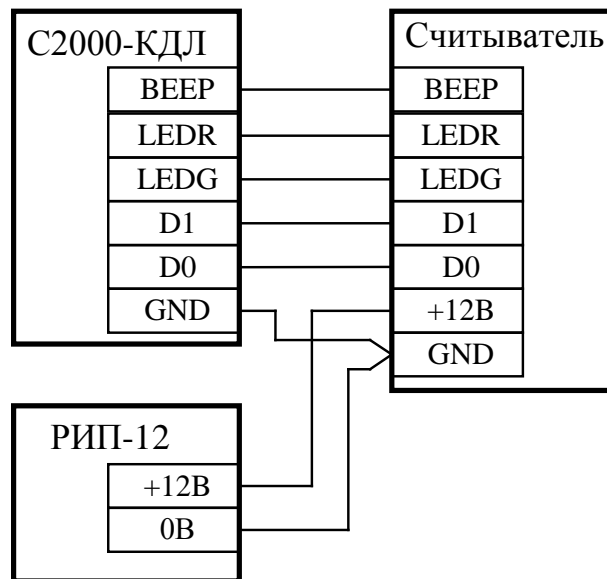 С2000-КДЛ
BEEP
LEDR
LEDG
D1
D0
GND
Считыватель
BEEP
LEDR
LEDG
D1
D0
+12В
GND
РИП-12
+12В
0В